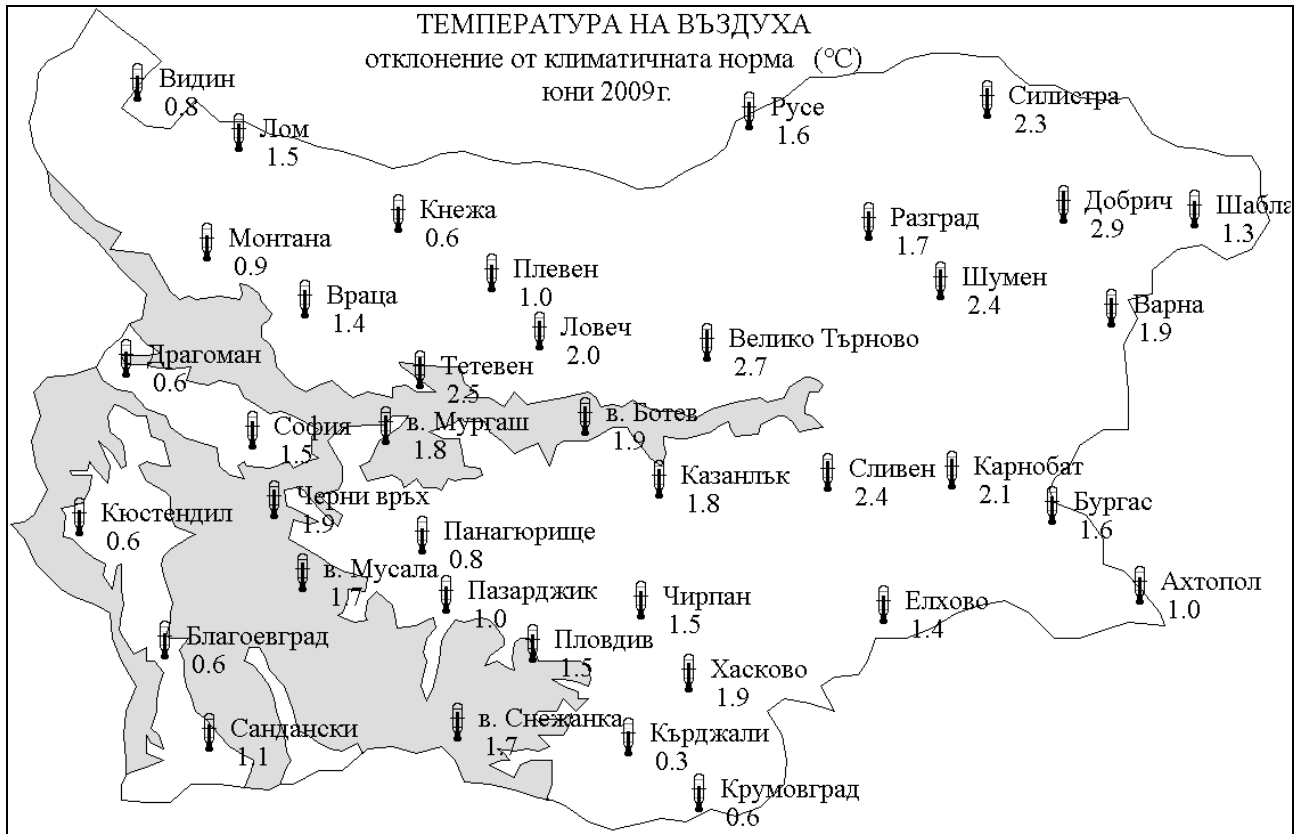 ТЕМПЕРАТУРА НА ВЪЗДУХА
отклонение от климатичната норма (°C)
юни 2009г.
Видин
0.8
Лом
1.5
Русе
1.6
Силистра
2.3
Кнежа
0.6
Монтана
0.9
Разград
1.7
Добрич
2.9
Шабла
1.3
Плевен
1.0
Враца
1.4
Шумен
2.4
Варна
1.9
Ловеч
2.0
Велико Търново
2.7
Драгоман
0.6
Тетевен
2.5
София
1.5
в. Мургаш
1.8
в. Ботев
1.9
Казанлък
1.8
Сливен
2.4
Карнобат
2.1
Бургас
1.6
Черни връх
1.9
Кюстендил
0.6
Панагюрище
0.8
в. Мусала
1.7
Пазарджик
1.0
Чирпан
1.5
Елхово
1.4
Ахтопол
1.0
Благоевград
0.6
Пловдив
1.5
Хасково
1.9
Сандански
1.1
в. Снежанка
1.7
Кърджали
0.3
Крумовград
0.6